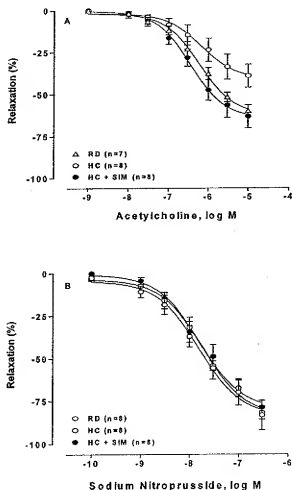 0
-25
-50
-75
-100
A
Relaxation (%)
RD (n=7)
HC (n=8)
HC + SIM (n=8)
-9 -8 -7 -6 -5 -4
Acetylcholine, log M
0
-25
-50
-75
-100
B
Relaxation (%)
RD (n=8)
HC (n=8)
HC + SIM (n=8)
-10 -9 -8 -7 -6
Sodium Nitroprusside, log M